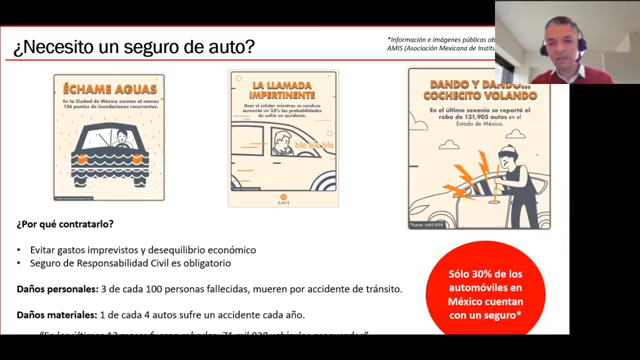 ¿Necesito un seguro de auto?
*Información e imágenes públicas
AMIS (Asociación Mexicana de
ÉCHAME AGUAS
En la Ciudad de México existen al menos
136 puntos de inundaciones recurrentes.
LA LLAMADA
IMPERTINENTE
Usar el celular mientras se conduce
aumenta un 33% las probabilidades
de sufrir un accidente.
bla bla bla
AMIS
DANDO Y DANDO...
COCHECITO VOLANDO
En el último sexenio se reportó el
robo de 131,905 autos en el
Estado de México.
¿Por qué contratarlo?
• Evitar gastos imprevistos y desequilibrio económico
• Seguro de Responsabilidad Civil es obligatorio
Daños personales: 3 de cada 100 personas fallecidas, mueren por accidente de tránsito.
Daños materiales: 1 de cada 4 autos sufre un accidente cada año.
Sólo 30% de los
automóviles en
México cuentan
con un seguro*